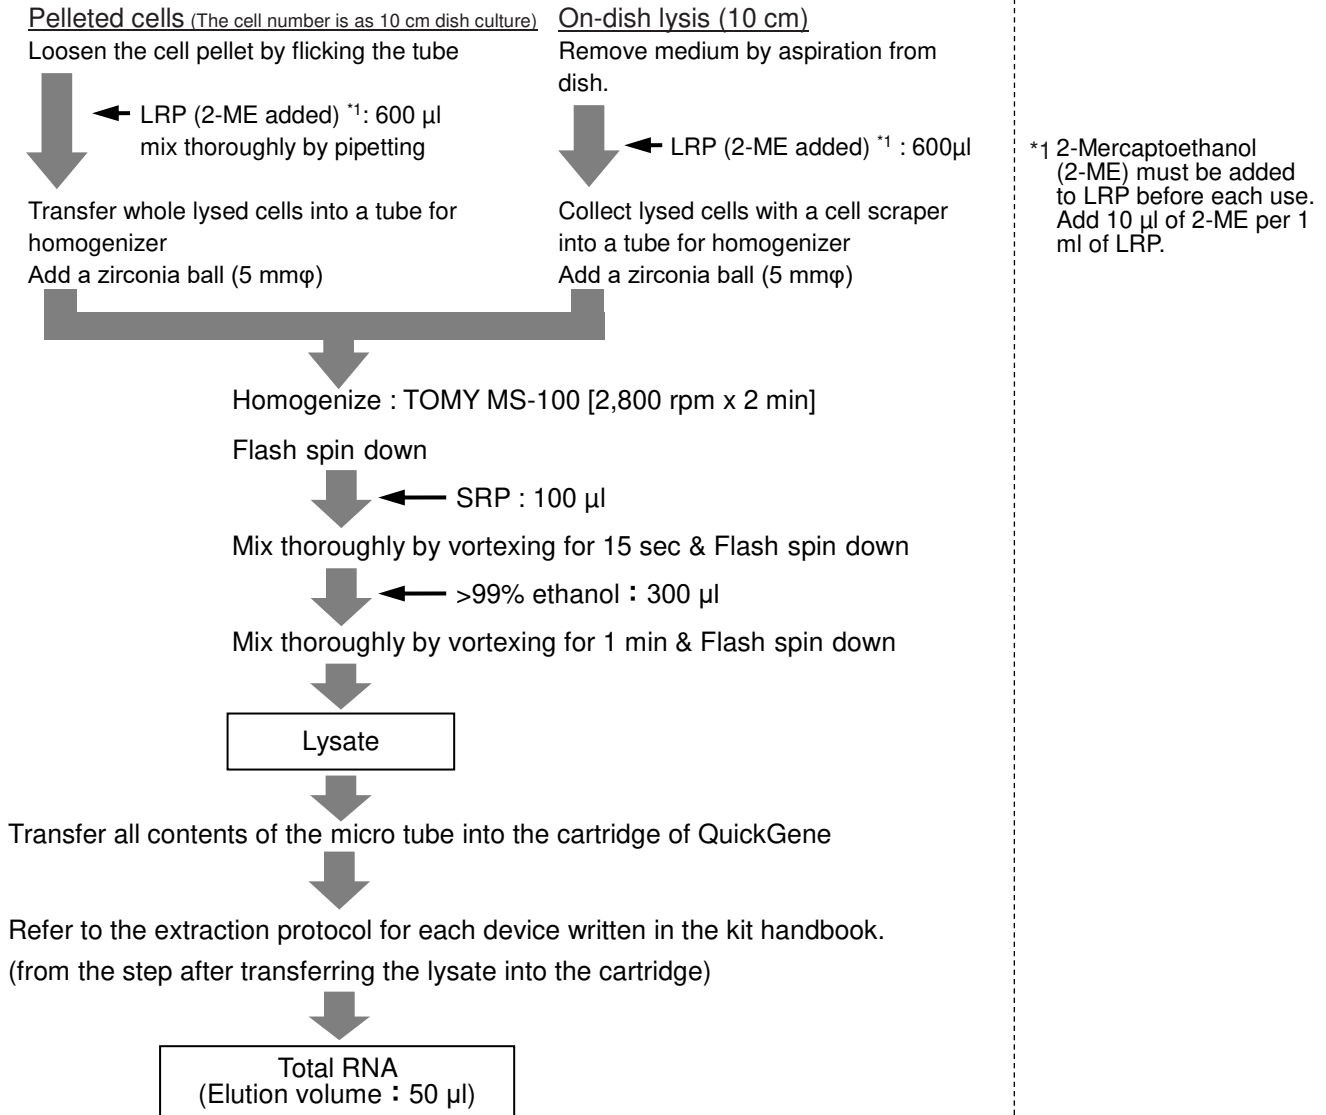 Pelleted cells (The cell number is as 10 cm dish culture)
Loosen the cell pellet by flicking the tube
LRP (2-ME added) *1: 600 µl
mix thoroughly by pipetting
Transfer whole lysed cells into a tube for
homogenizer
Add a zirconia ball (5 mmφ)
On-dish lysis (10 cm)
Remove medium by aspiration from
dish.
LRP (2-ME added) *1 : 600µl
Collect lysed cells with a cell scraper
into a tube for homogenizer
Add a zirconia ball (5 mmφ)
*1 2-Mercaptoethanol
(2-ME) must be added
to LRP before each use.
Add 10 µl of 2-ME per 1
ml of LRP.
Homogenize : TOMY MS-100 [2,800 rpm x 2 min]
Flash spin down
SRP : 100 µl
Mix thoroughly by vortexing for 15 sec & Flash spin down
>99% ethanol：300 µl
Mix thoroughly by vortexing for 1 min & Flash spin down
Lysate
Transfer all contents of the micro tube into the cartridge of QuickGene
Refer to the extraction protocol for each device written in the kit handbook.
(from the step after transferring the lysate into the cartridge)
Total RNA
(Elution volume：50 µl)